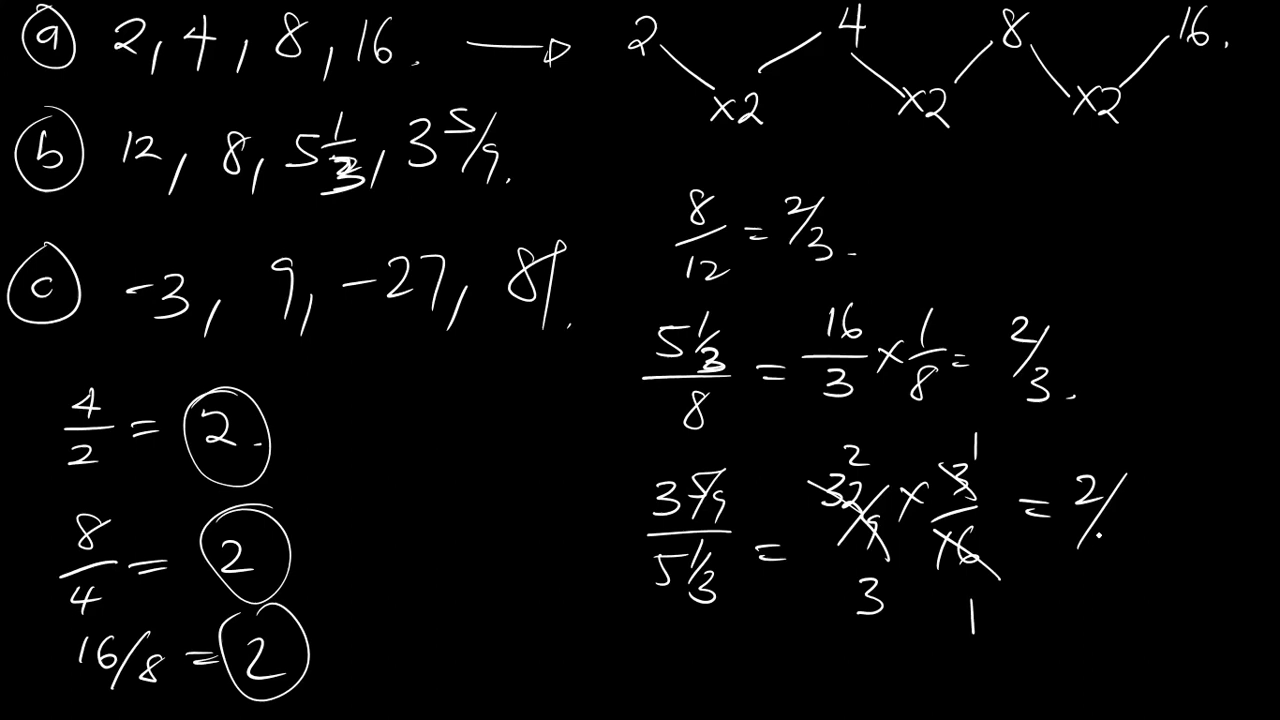 (a) 2, 4, 8, 16. → 2 4 8 16.
×2 ×2 ×2
(b) 12, 8, 5 1/3, 3 5/9.
8/12 = 2/3.
(c) -3, 9, -27, 81.
5 1/3 / 8 = 16/3 × 1/8 = 2/3.
4/2 = 2.
2 1
3 5/9 / 5 1/3 = 32/9 × 3/16 = 2/.
3 1
8/4 = 2
16/8 = 2